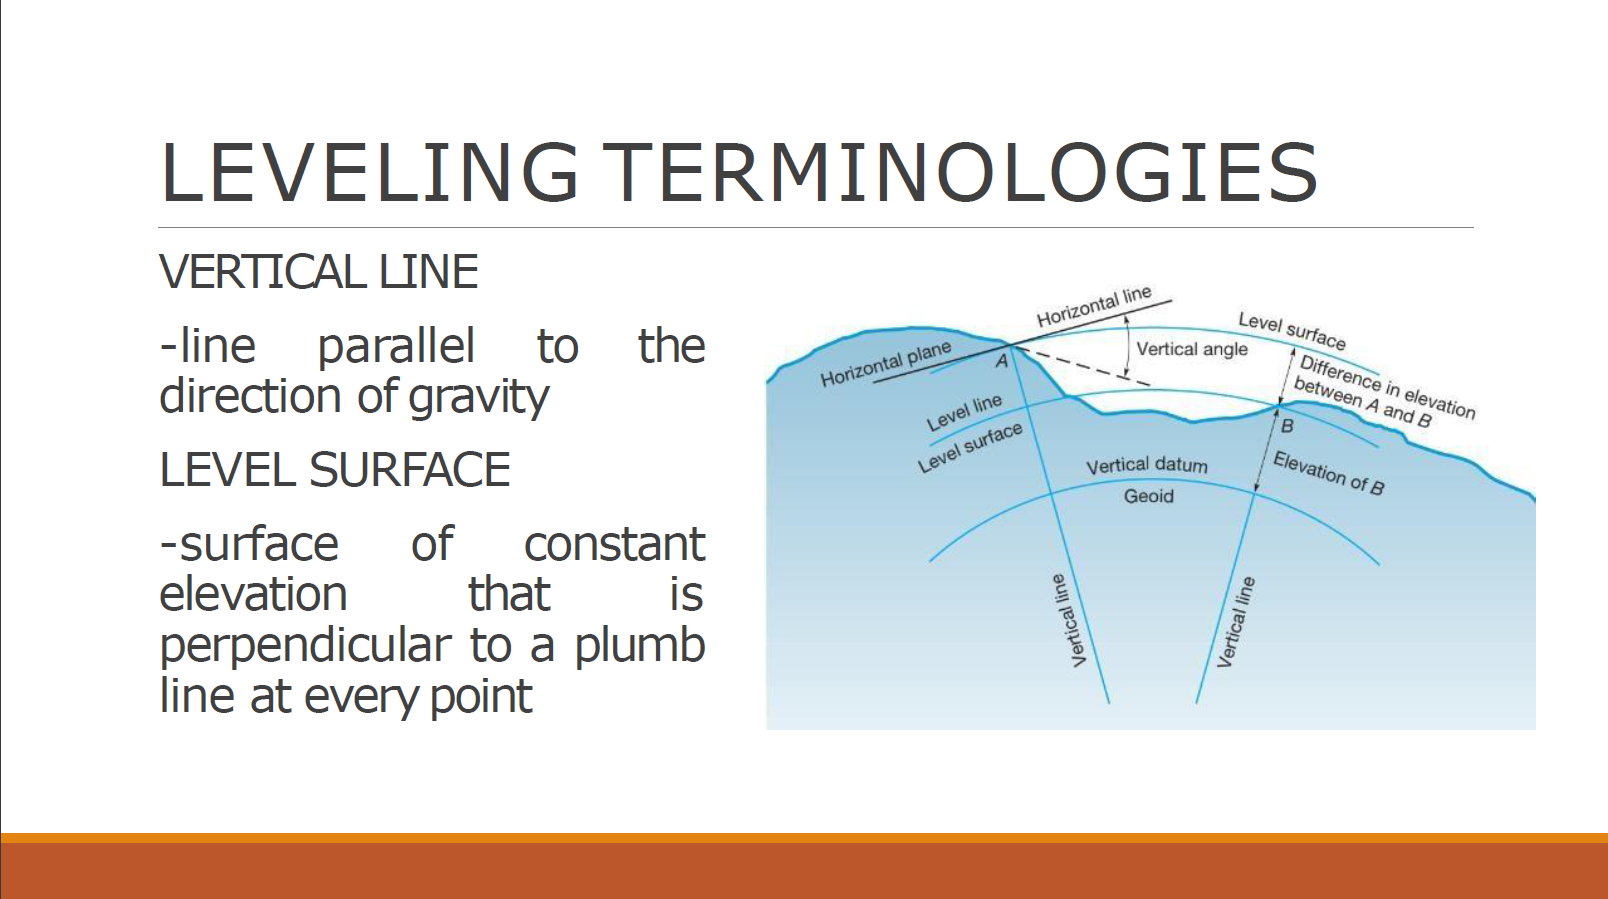 LEVELING TERMINOLOGIES
VERTICAL LINE
-line parallel to the
direction of gravity
LEVEL SURFACE
-surface of constant
elevation that is
perpendicular to a plumb
line at every point
Horizontal line
Level surface
Horizontal plane
A
Vertical angle
Difference in elevation
between A and B
Level line
Level surface
B
Vertical datum
Geoid
Elevation of B
Vertical line
Vertical line